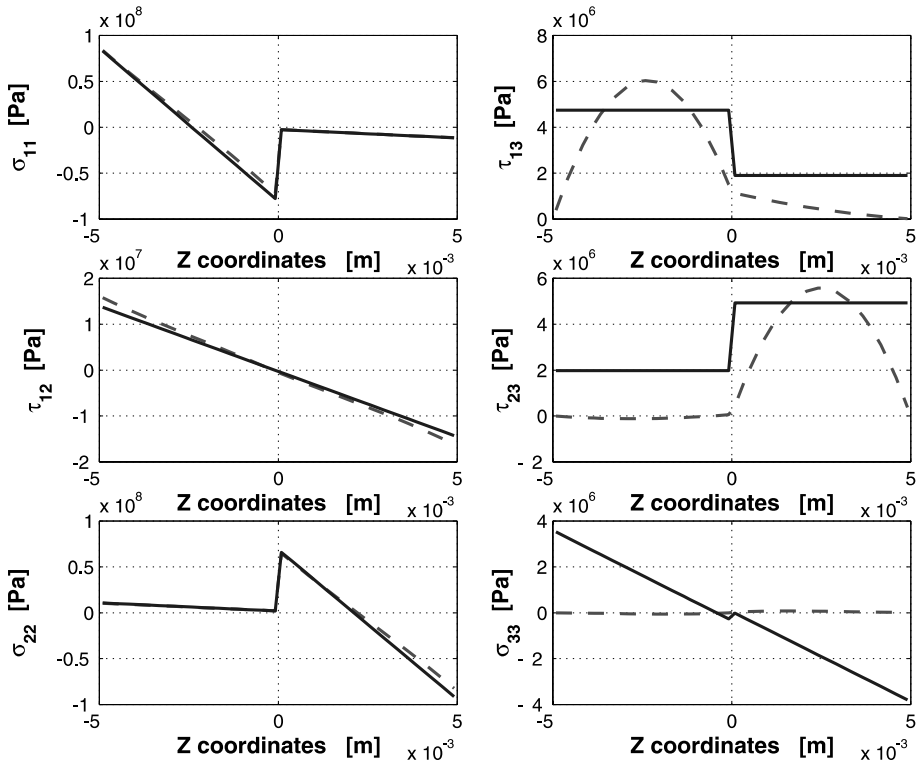 x 10^8
1
0.5
0
-0.5
-1
σ11 [Pa]
-5 0 5
Z coordinates [m] x 10^-3
x 10^6
8
6
4
2
0
τ13 [Pa]
-5 0 5
Z coordinates [m] x 10^-3
x 10^7
2
1
0
-1
-2
τ12 [Pa]
-5 0 5
Z coordinates [m] x 10^-3
x 10^6
6
4
2
0
- 2
τ23 [Pa]
-5 0 5
Z coordinates [m] x 10^-3
x 10^8
1
0.5
0
-0.5
-1
σ22 [Pa]
-5 0 5
Z coordinates [m] x 10^-3
x 10^6
4
2
0
- 2
- 4
σ33 [Pa]
-5 0 5
Z coordinates [m] x 10^-3